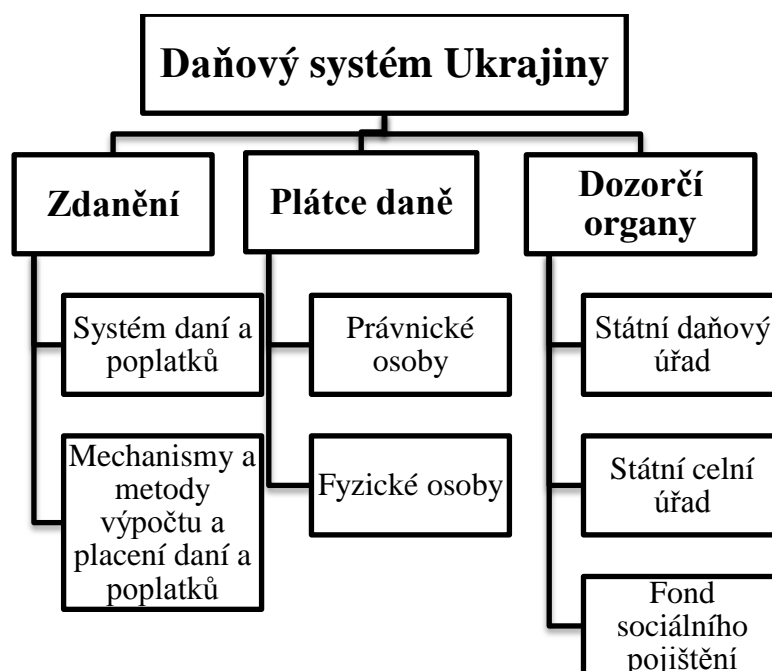 Daňový systém Ukrajiny
Zdanění
Plátce daně
Dozorčí
organy
Systém daní a
poplatků
Právnické
osoby
Státní daňový
úřad
Mechanismy a
metody
výpočtu a
placení daní a
poplatků
Fyzické osoby
Státní celní
úřad
Fond
sociálního
pojištění